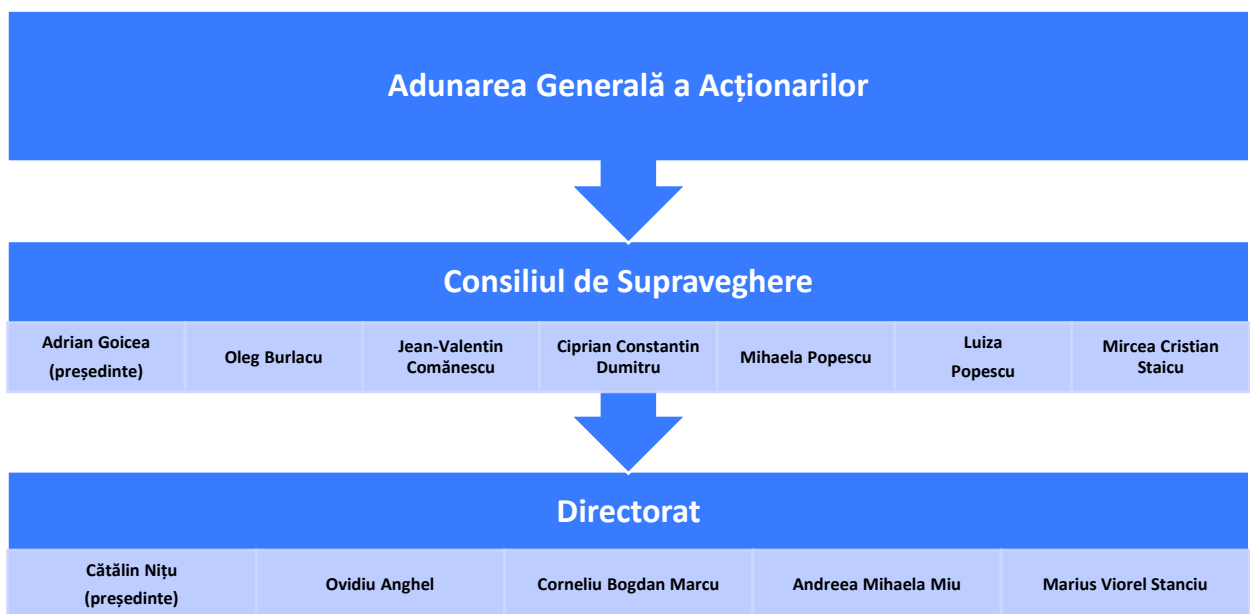 Adunarea Generală a Acționarilor
Consiliul de Supraveghere
Adrian Goicea
(președinte)
Oleg Burlacu
Jean-Valentin
Comănescu
Ciprian Constantin
Dumitru
Mihaela Popescu
Luiza
Popescu
Mircea Cristian
Staicu
Directorat
Cătălin Nițu
(președinte)
Ovidiu Anghel
Corneliu Bogdan Marcu
Andreea Mihaela Miu
Marius Viorel Stanciu